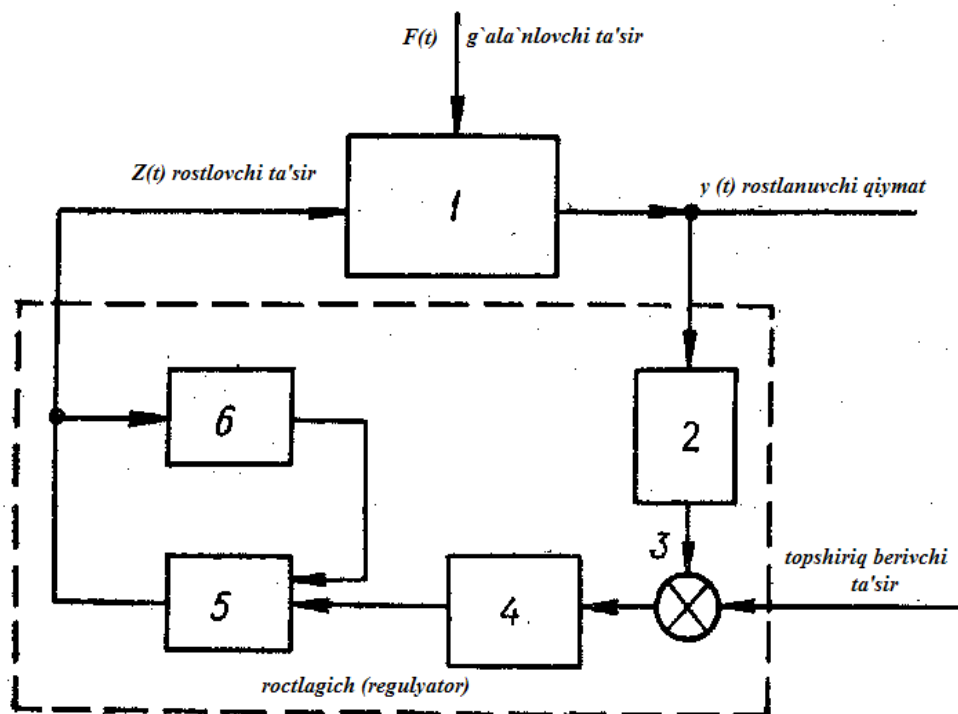 F(t) g`ala`nlovchi ta'sir
Z(t) rostlovchi ta'sir
1
y (t) rostlanuvchi qiymat
6
2
3
topshiriq berivchi
ta'sir
5
4
roctlagich (regulyator)